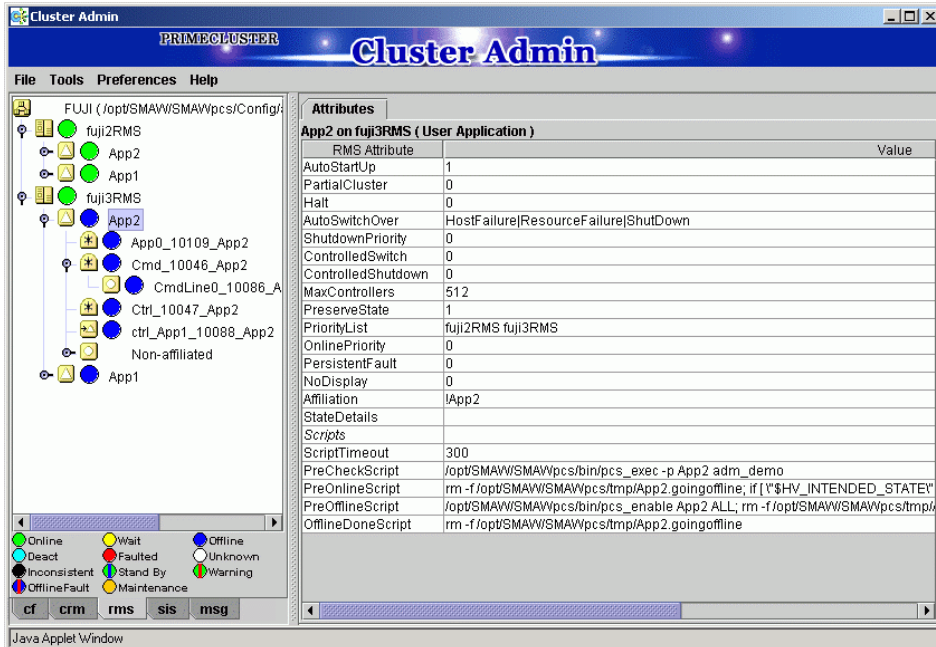 Cluster Admin
PRIMECLUSTER
Cluster Admin
File Tools Preferences Help
FUJI ( /opt/SMAW/SMAWpcs/Config/
fuji2RMS
App2
App1
fuji3RMS
App2
App0_10109_App2
Cmd_10046_App2
CmdLine0_10086_A
Ctrl_10047_App2
ctrl_App1_10088_App2
Non-affiliated
App1
Online Wait Offline
Deact Faulted Unknown
Inconsistent Stand By Warning
OfflineFault Maintenance
cf crm rms sis msg
Attributes
App2 on fuji3RMS ( User Application )
RMS Attribute Value
AutoStartUp 1
PartialCluster 0
Halt 0
AutoSwitchOver HostFailure|ResourceFailure|ShutDown
ShutdownPriority 0
ControlledSwitch 0
ControlledShutdown 0
MaxControllers 512
PreserveState 1
PriorityList fuji2RMS fuji3RMS
OnlinePriority 0
PersistentFault 0
NoDisplay 0
Affiliation !App2
StateDetails
Scripts
ScriptTimeout 300
PreCheckScript /opt/SMAW/SMAWpcs/bin/pcs_exec -p App2 adm_demo
PreOnlineScript rm -f /opt/SMAW/SMAWpcs/tmp/App2.goingoffline; if [ \"$HV_INTENDED_STATE\"
PreOfflineScript /opt/SMAW/SMAWpcs/bin/pcs_enable App2 ALL; rm -f /opt/SMAW/SMAWpcs/tmp/
OfflineDoneScript rm -f /opt/SMAW/SMAWpcs/tmp/App2.goingoffline
Java Applet Window